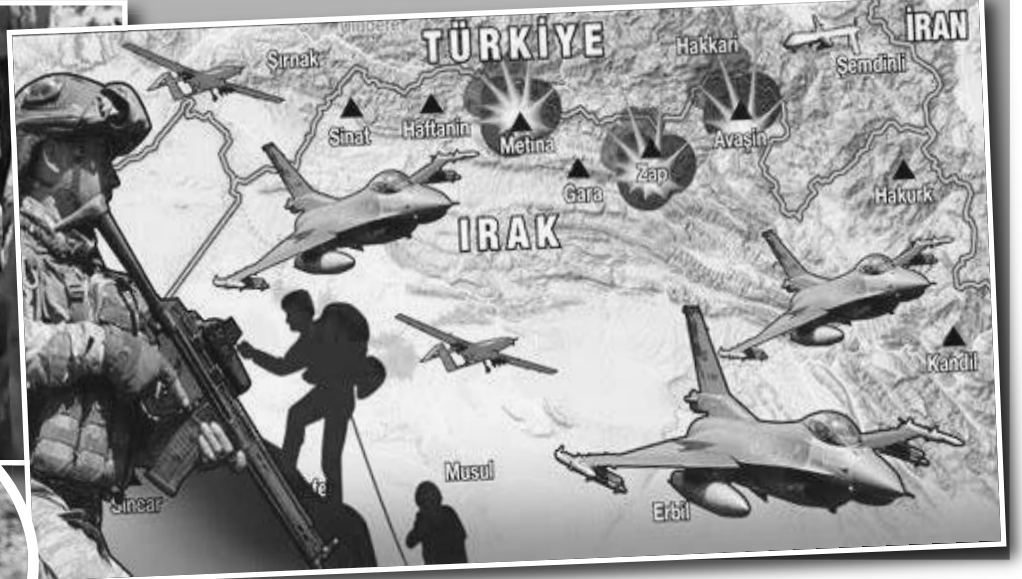 TÜRKİYE
İRAN
Hakkari
Şırnak
Şemdinli
Sinat
Haftanin
Metina
Avaşin
Zap
Gara
Hakurk
IRAK
Kandil
Musul
Sincar
Erbil